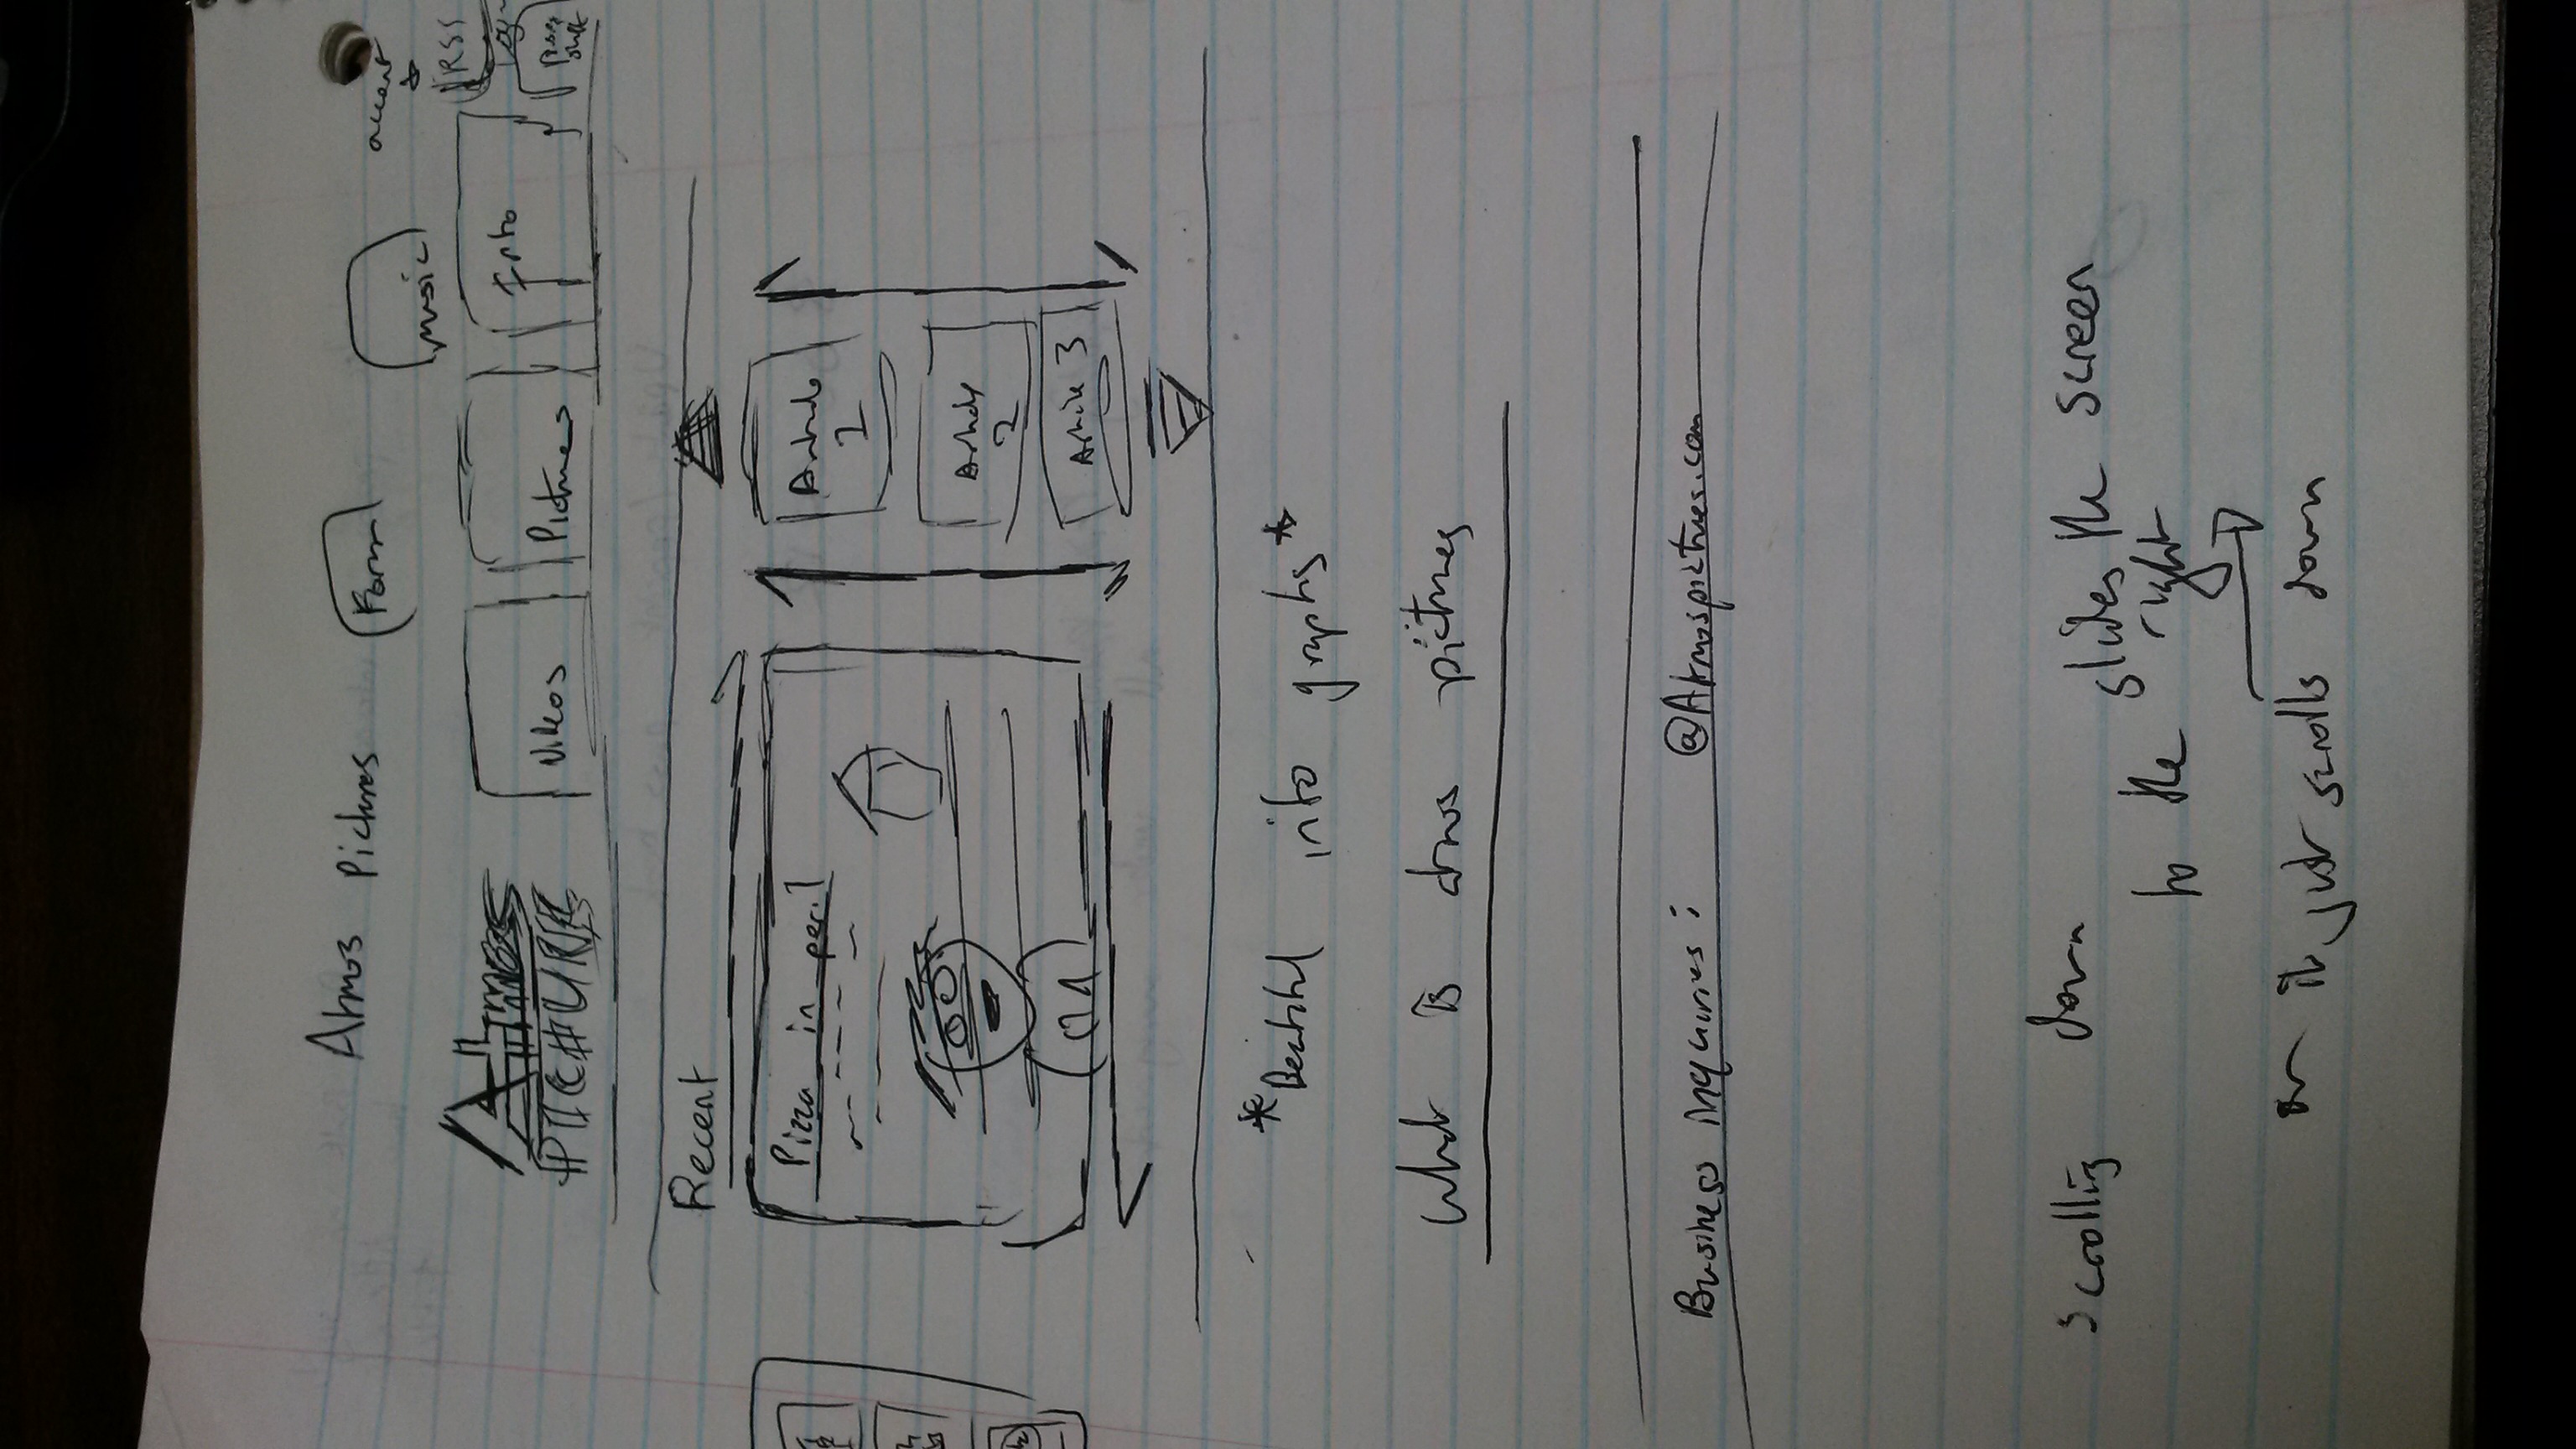 Atmos Pictures
Form
music
account
RSS
Atmos
PICTURES
Videos
Pictures
Info
Recent
Pizza in peril
Article
1
Article
2
Article 3
*Beautiful info graphs*
What is atmos pictures
Business inquiries: @Atmospictures.com
Scrolling down slides the screen
to the right
or it just scrolls down